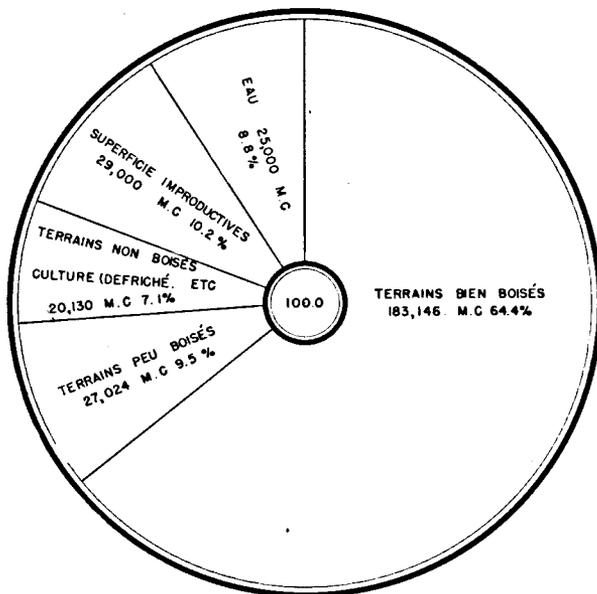 EAU 25,000 M.C
8.8%
SUPERFICIE IMPRODUCTIVES
29,000 M.C 10.2%
TERRAINS NON BOISÉS
CULTURE (DEFRICHÉ. ETC
20,130 M.C 7.1%
TERRAINS PEU BOISÉS
27,024 M.C 9.5%
100.0
TERRAINS BIEN BOISÉS
183,146. M.C 64.4%